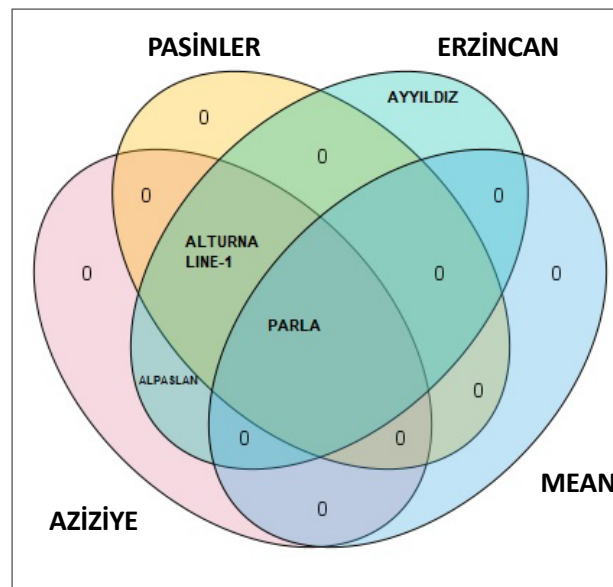 PASİNLER
ERZİNCAN
AYYILDIZ
0
0
0
0
ALTURNA
LINE-1
0
0
0
PARLA
ALPASLAN
0
0
0
MEAN
AZİZİYE
0